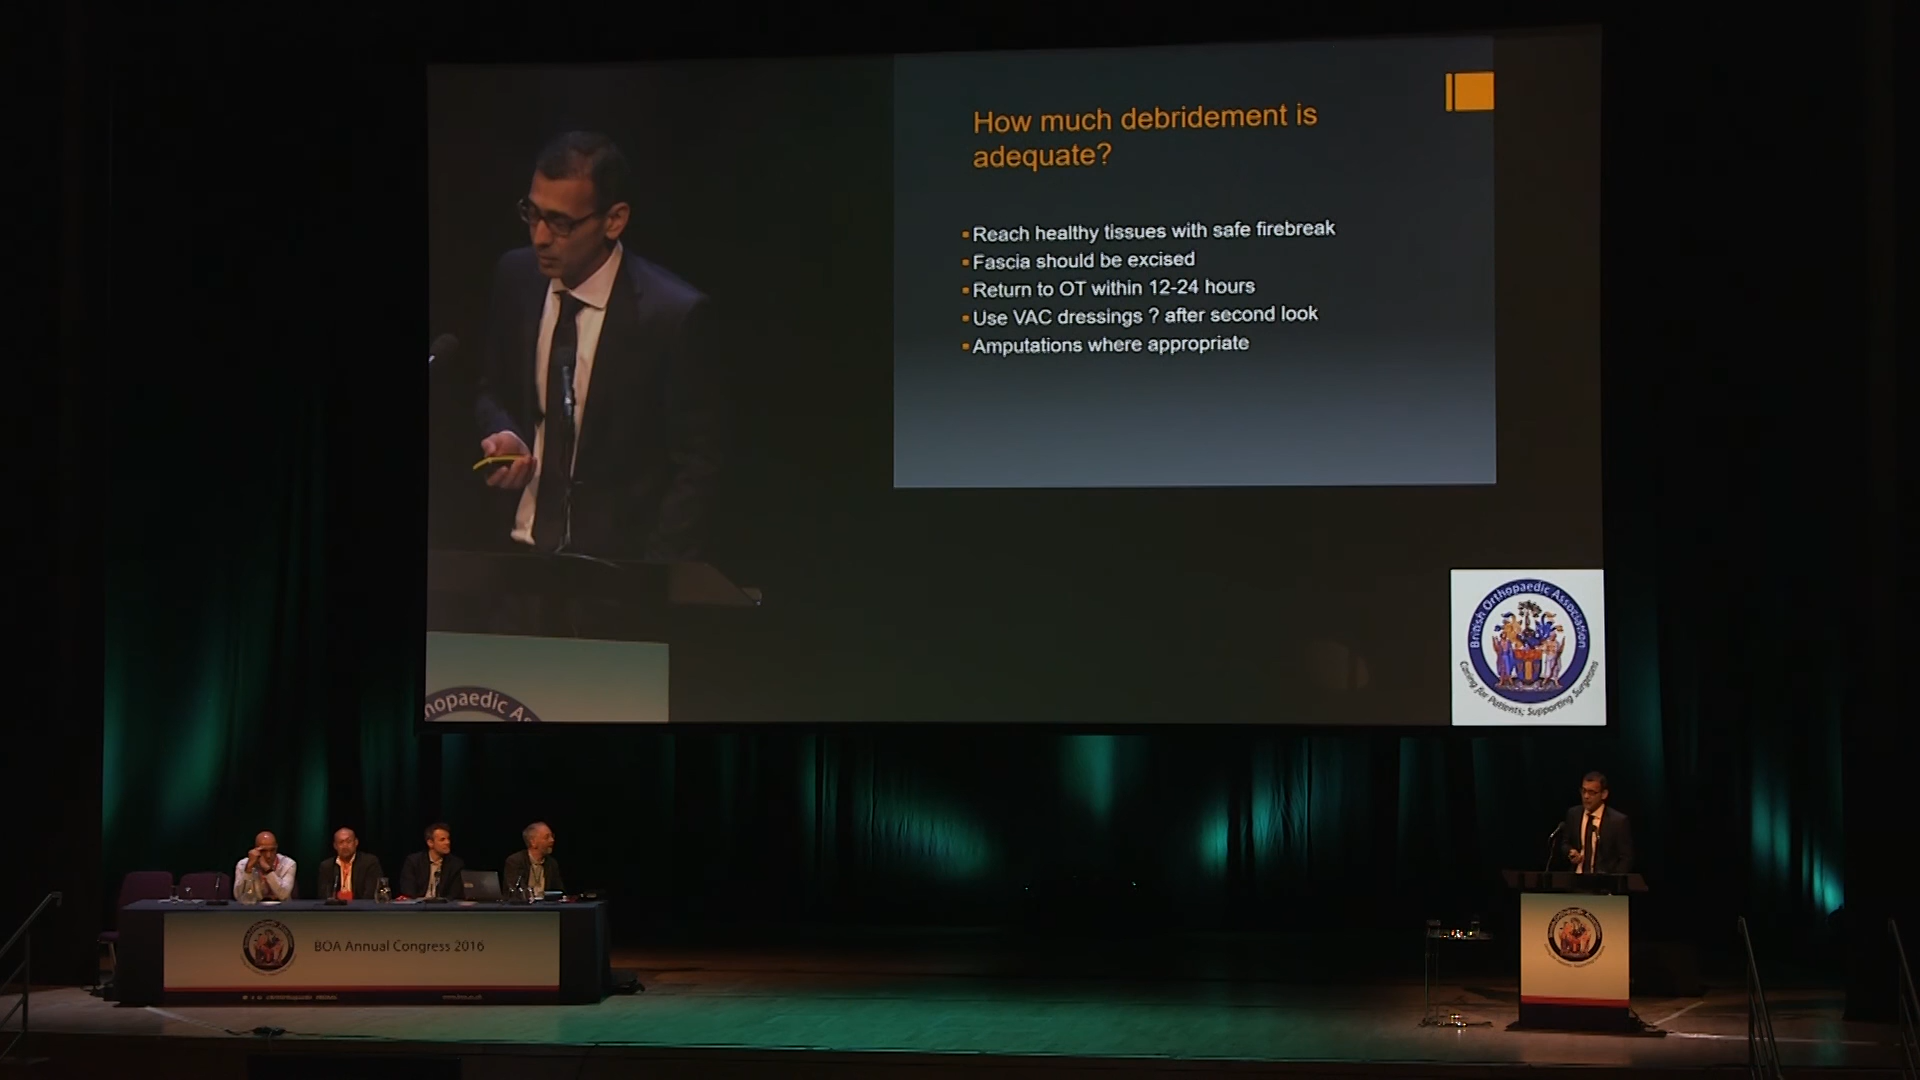 How much debridement is
adequate?
Reach healthy tissues with safe firebreak
Fascia should be excised
Return to OT within 12-24 hours
Use VAC dressings ? after second look
Amputations where appropriate
British Orthopaedic Association
Caring for Patients; Supporting Surgeons
hopaedic As
BOA Annual Congress 2016